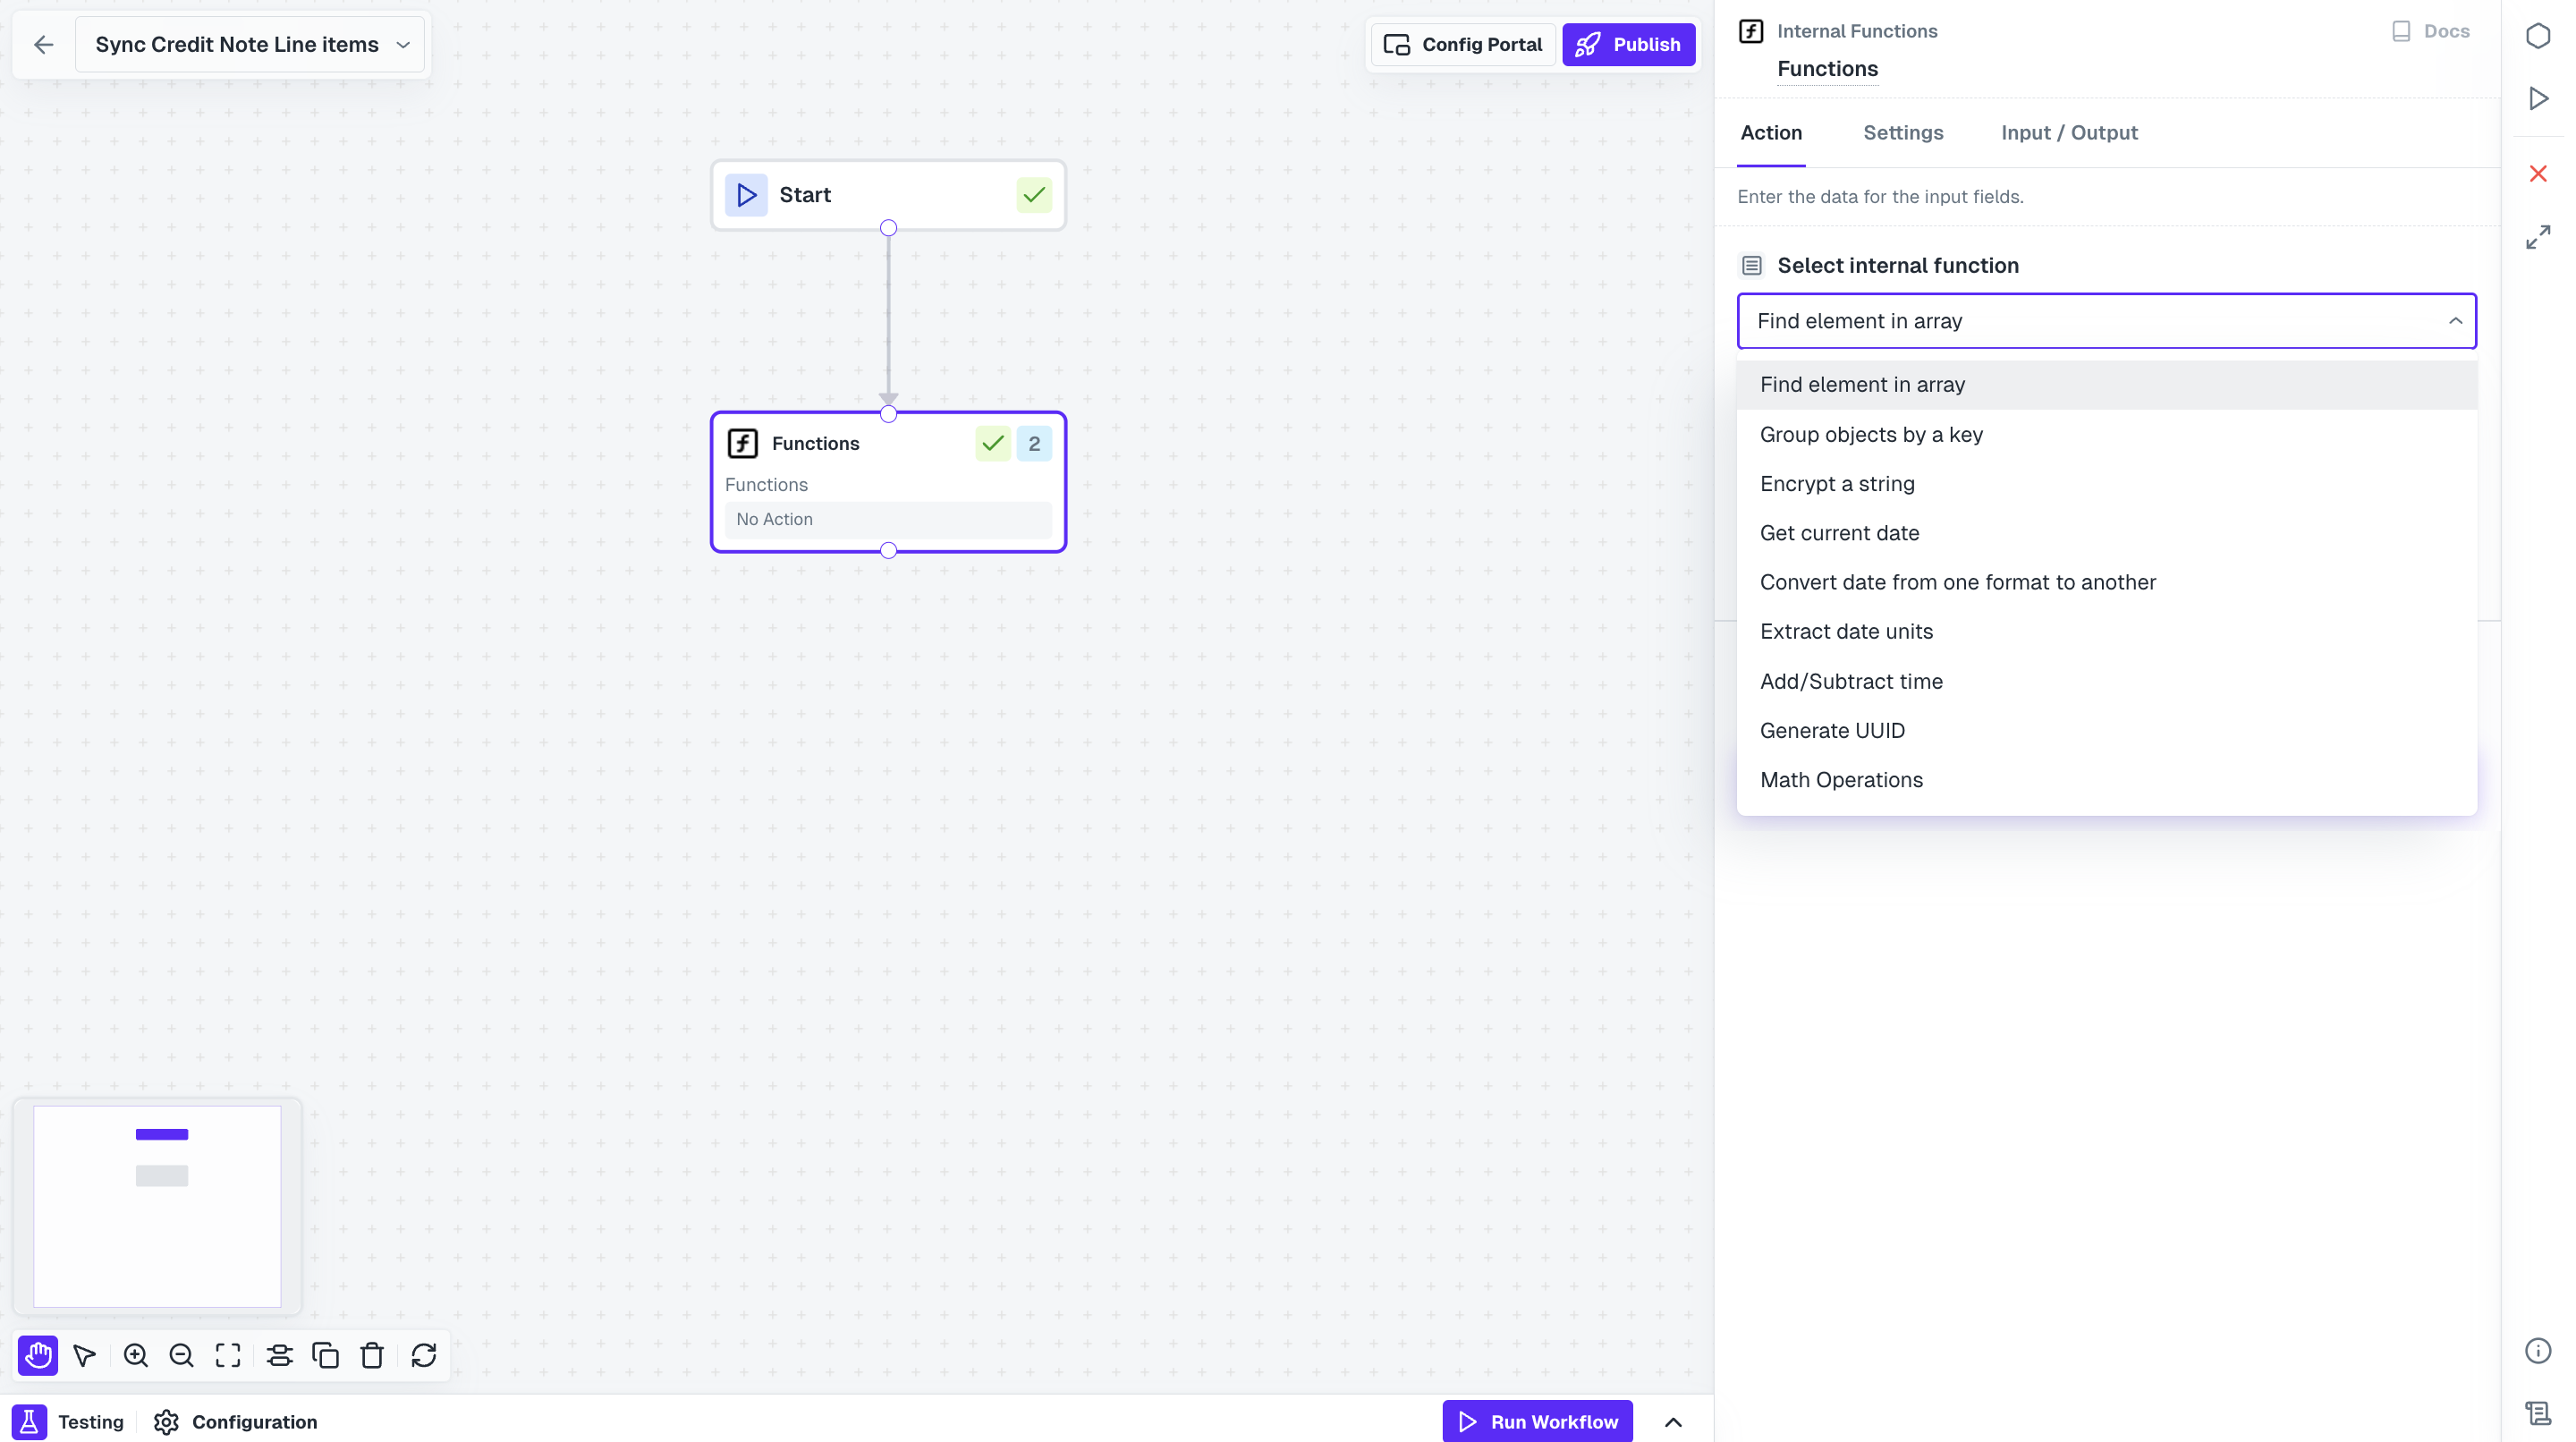 Sync Credit Note Line items
Config Portal
Publish
Start
Functions
2
Functions
No Action
Testing
Configuration
Run Workflow
Internal Functions
Docs
Functions
Action
Settings
Input / Output
Enter the data for the input fields.
Select internal function
Find element in array
Find element in array
Group objects by a key
Encrypt a string
Get current date
Convert date from one format to another
Extract date units
Add/Subtract time
Generate UUID
Math Operations